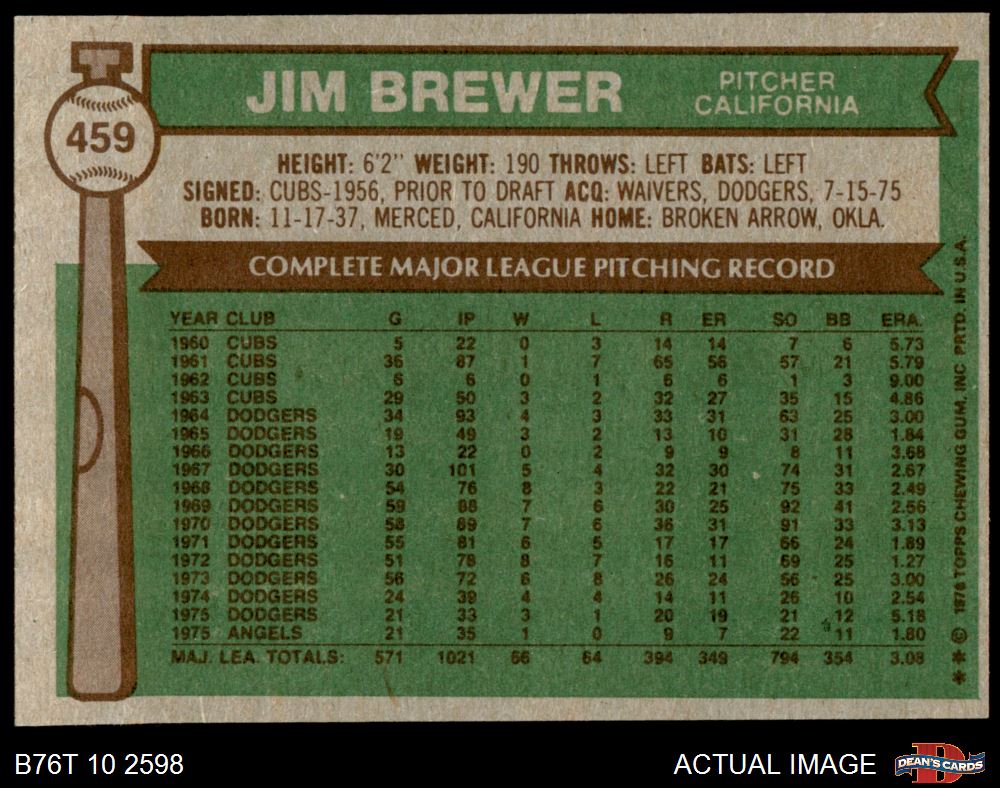 JIM BREWER
PITCHER
CALIFORNIA
459
HEIGHT: 6'2" WEIGHT: 190 THROWS: LEFT BATS: LEFT
SIGNED: CUBS-1956, PRIOR TO DRAFT ACQ: WAIVERS, DODGERS, 7-15-75
BORN: 11-17-37, MERCED, CALIFORNIA HOME: BROKEN ARROW, OKLA.
COMPLETE MAJOR LEAGUE PITCHING RECORD
YEAR CLUB G IP W L R ER SO BB ERA.
1960 CUBS 5 22 0 3 14 14 7 6 5.73
1961 CUBS 36 87 1 7 65 56 57 21 5.79
1962 CUBS 6 6 0 1 6 6 1 3 9.00
1963 CUBS 29 50 3 2 32 27 35 15 4.86
1964 DODGERS 34 93 4 3 33 31 63 25 3.00
1965 DODGERS 19 49 3 2 13 10 31 28 1.84
1966 DODGERS 13 22 0 2 9 9 8 11 3.68
1967 DODGERS 30 101 5 4 32 30 74 31 2.67
1968 DODGERS 54 76 8 3 22 21 75 33 2.49
1969 DODGERS 59 88 7 6 30 25 92 41 2.56
1970 DODGERS 58 89 7 6 36 31 91 33 3.13
1971 DODGERS 55 81 6 5 17 17 66 24 1.89
1972 DODGERS 51 78 8 7 16 11 69 25 1.27
1973 DODGERS 56 72 6 8 26 24 56 25 3.00
1974 DODGERS 24 39 4 4 14 11 26 10 2.54
1975 DODGERS 21 33 3 1 20 19 21 12 5.18
1975 ANGELS 21 35 1 0 9 7 22 11 1.80
MAJ. LEA. TOTALS: 571 1021 66 64 394 349 794 354 3.08
** © 1976 TOPPS CHEWING GUM, INC PRTD. IN U.S.A.
B76T 10 2598
ACTUAL IMAGE
DEAN'S CARDS